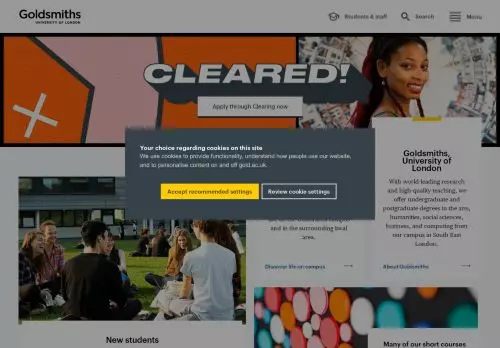 Goldsmiths
UNIVERSITY OF LONDON
Students & staff
Search
Menu
CLEARED!
Apply through Clearing now
Your choice regarding cookies on this site
We use cookies to provide functionality, understand how people use our website,
and to personalise content on and off gold.ac.uk.
Accept recommended settings
Review cookie settings
and in the surrounding local
area.
Discover life on campus
Goldsmiths,
University of
London
With world-leading research
and high-quality teaching, we
offer undergraduate and
postgraduate degrees in the arts,
humanities, social sciences,
business, and computing from
our campus in South East
London.
About Goldsmiths
New students
Many of our short courses